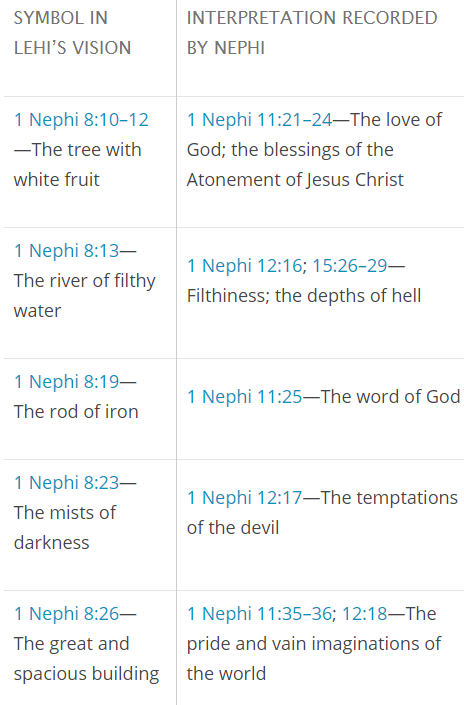 SYMBOL IN
LEHI’S VISION
INTERPRETATION RECORDED
BY NEPHI
1 Nephi 8:10–12
—The tree with
white fruit
1 Nephi 11:21–24—The love of
God; the blessings of the
Atonement of Jesus Christ
1 Nephi 8:13—
The river of filthy
water
1 Nephi 12:16; 15:26–29—
Filthiness; the depths of hell
1 Nephi 8:19—
The rod of iron
1 Nephi 11:25—The word of God
1 Nephi 8:23—
The mists of
darkness
1 Nephi 12:17—The temptations
of the devil
1 Nephi 8:26—
The great and
spacious building
1 Nephi 11:35–36; 12:18—The
pride and vain imaginations of
the world